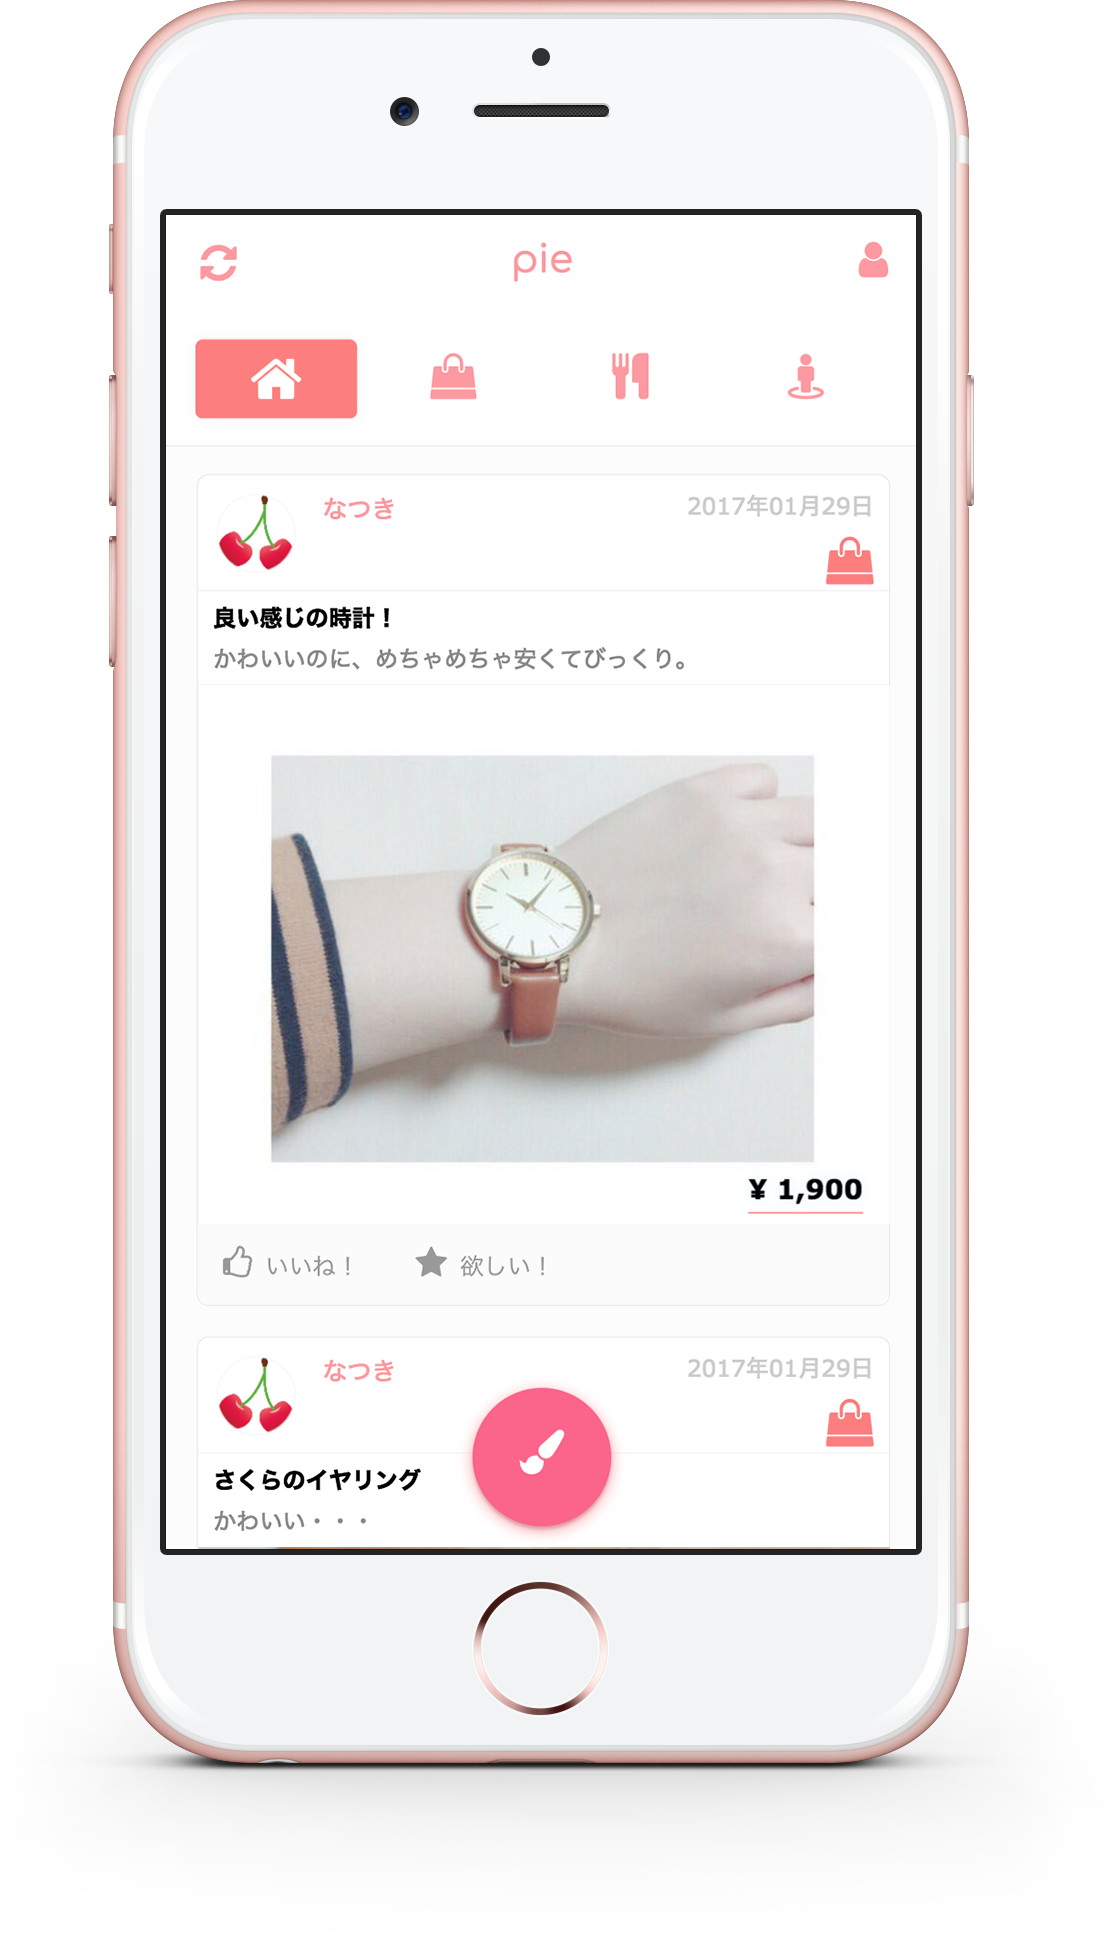 pie
なつき
2017年01月29日
良い感じの時計！
かわいいのに、めちゃめちゃ安くてびっくり。
¥ 1,900
いいね！ 欲しい！
なつき
2017年01月29日
さくらのイヤリング
かわいい・・・